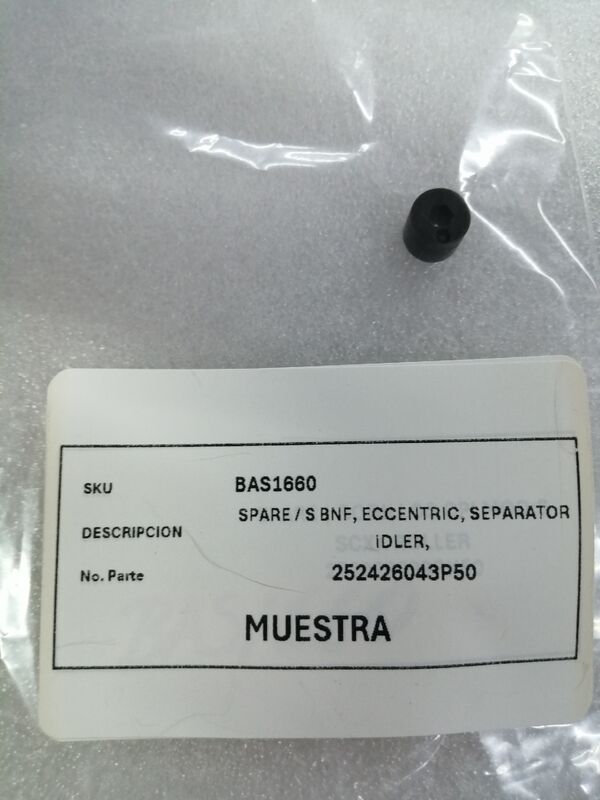 SKU BAS1660
DESCRIPCION SPARE / S BNF, ECCENTRIC, SEPARATOR
IDLER,
No. Parte 252426043P50
MUESTRA